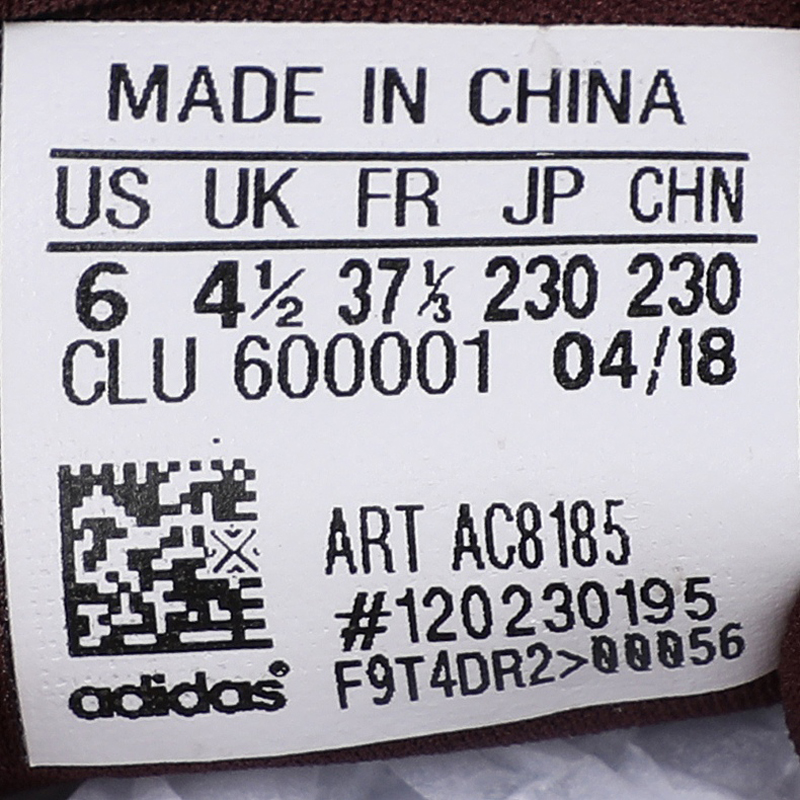 MADE IN CHINA
US UK FR JP CHN
6 4½ 37⅓ 230 230
CLU 600001 04/18
ART AC8185
#120230195
F9T4DR2>00056
adidas®